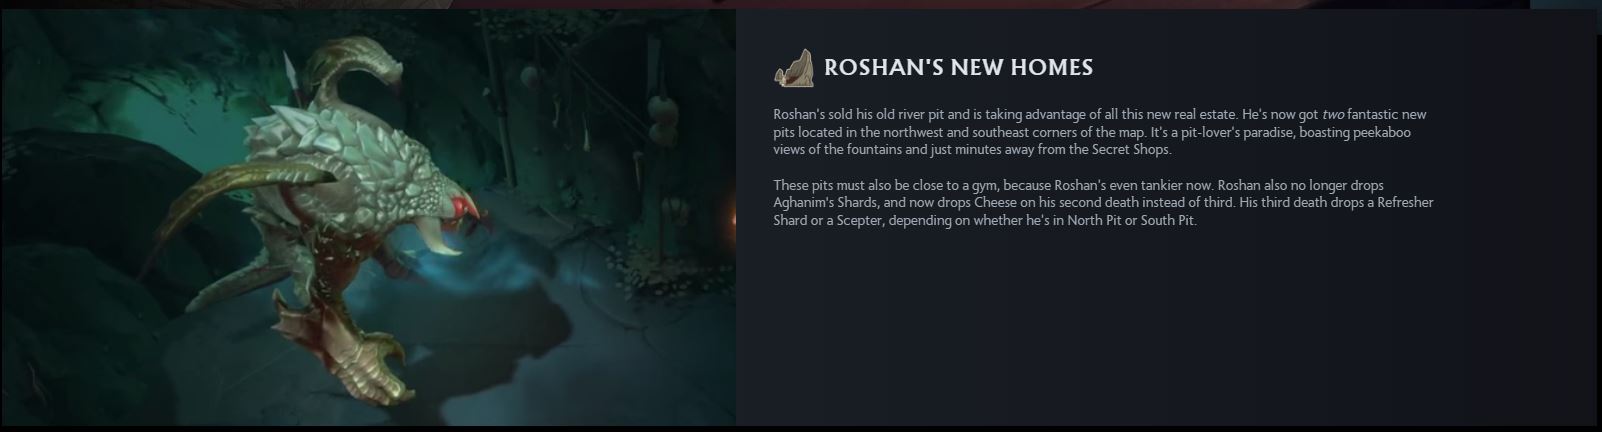 ROSHAN'S NEW HOMES
Roshan's sold his old river pit and is taking advantage of all this new real estate. He's now got two fantastic new
pits located in the northwest and southeast corners of the map. It's a pit-lover's paradise, boasting peekaboo
views of the fountains and just minutes away from the Secret Shops.
These pits must also be close to a gym, because Roshan's even tankier now. Roshan also no longer drops
Aghanim's Shards, and now drops Cheese on his second death instead of third. His third death drops a Refresher
Shard or a Scepter, depending on whether he's in North Pit or South Pit.